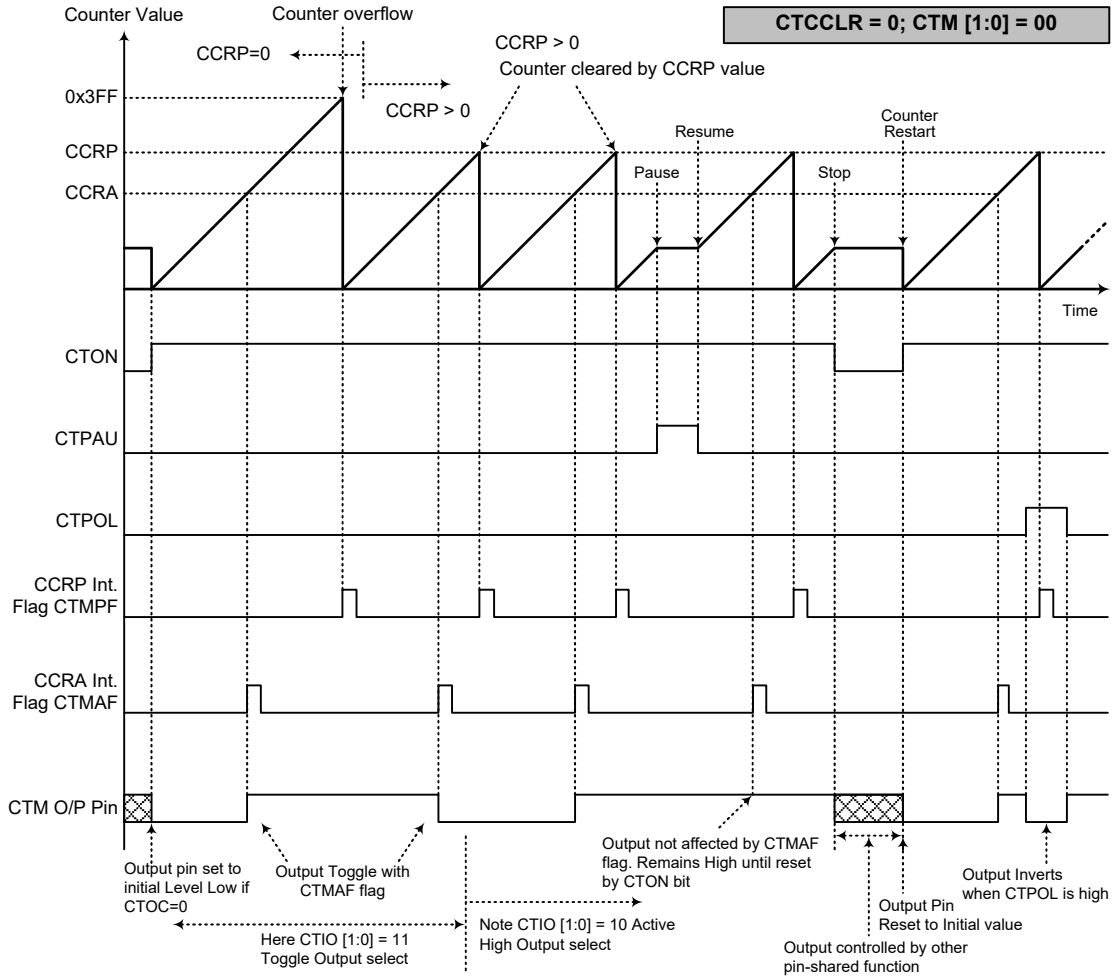 Counter Value
Counter overflow
CTCCLR = 0; CTM [1:0] = 00
CCRP=0
CCRP > 0
CCRP > 0
Counter cleared by CCRP value
0x3FF
CCRP
CCRA
Pause
Resume
Stop
Counter
Restart
Time
CTON
CTPAU
CTPOL
CCRP Int.
Flag CTMPF
CCRA Int.
Flag CTMAF
CTM O/P Pin
Output pin set to
initial Level Low if
CTOC=0
Output Toggle with
CTMAF flag
Here CTIO [1:0] = 11
Toggle Output select
Note CTIO [1:0] = 10 Active
High Output select
Output not affected by CTMAF
flag. Remains High until reset
by CTON bit
Output controlled by other
pin-shared function
Output Pin
Reset to Initial value
Output Inverts
when CTPOL is high